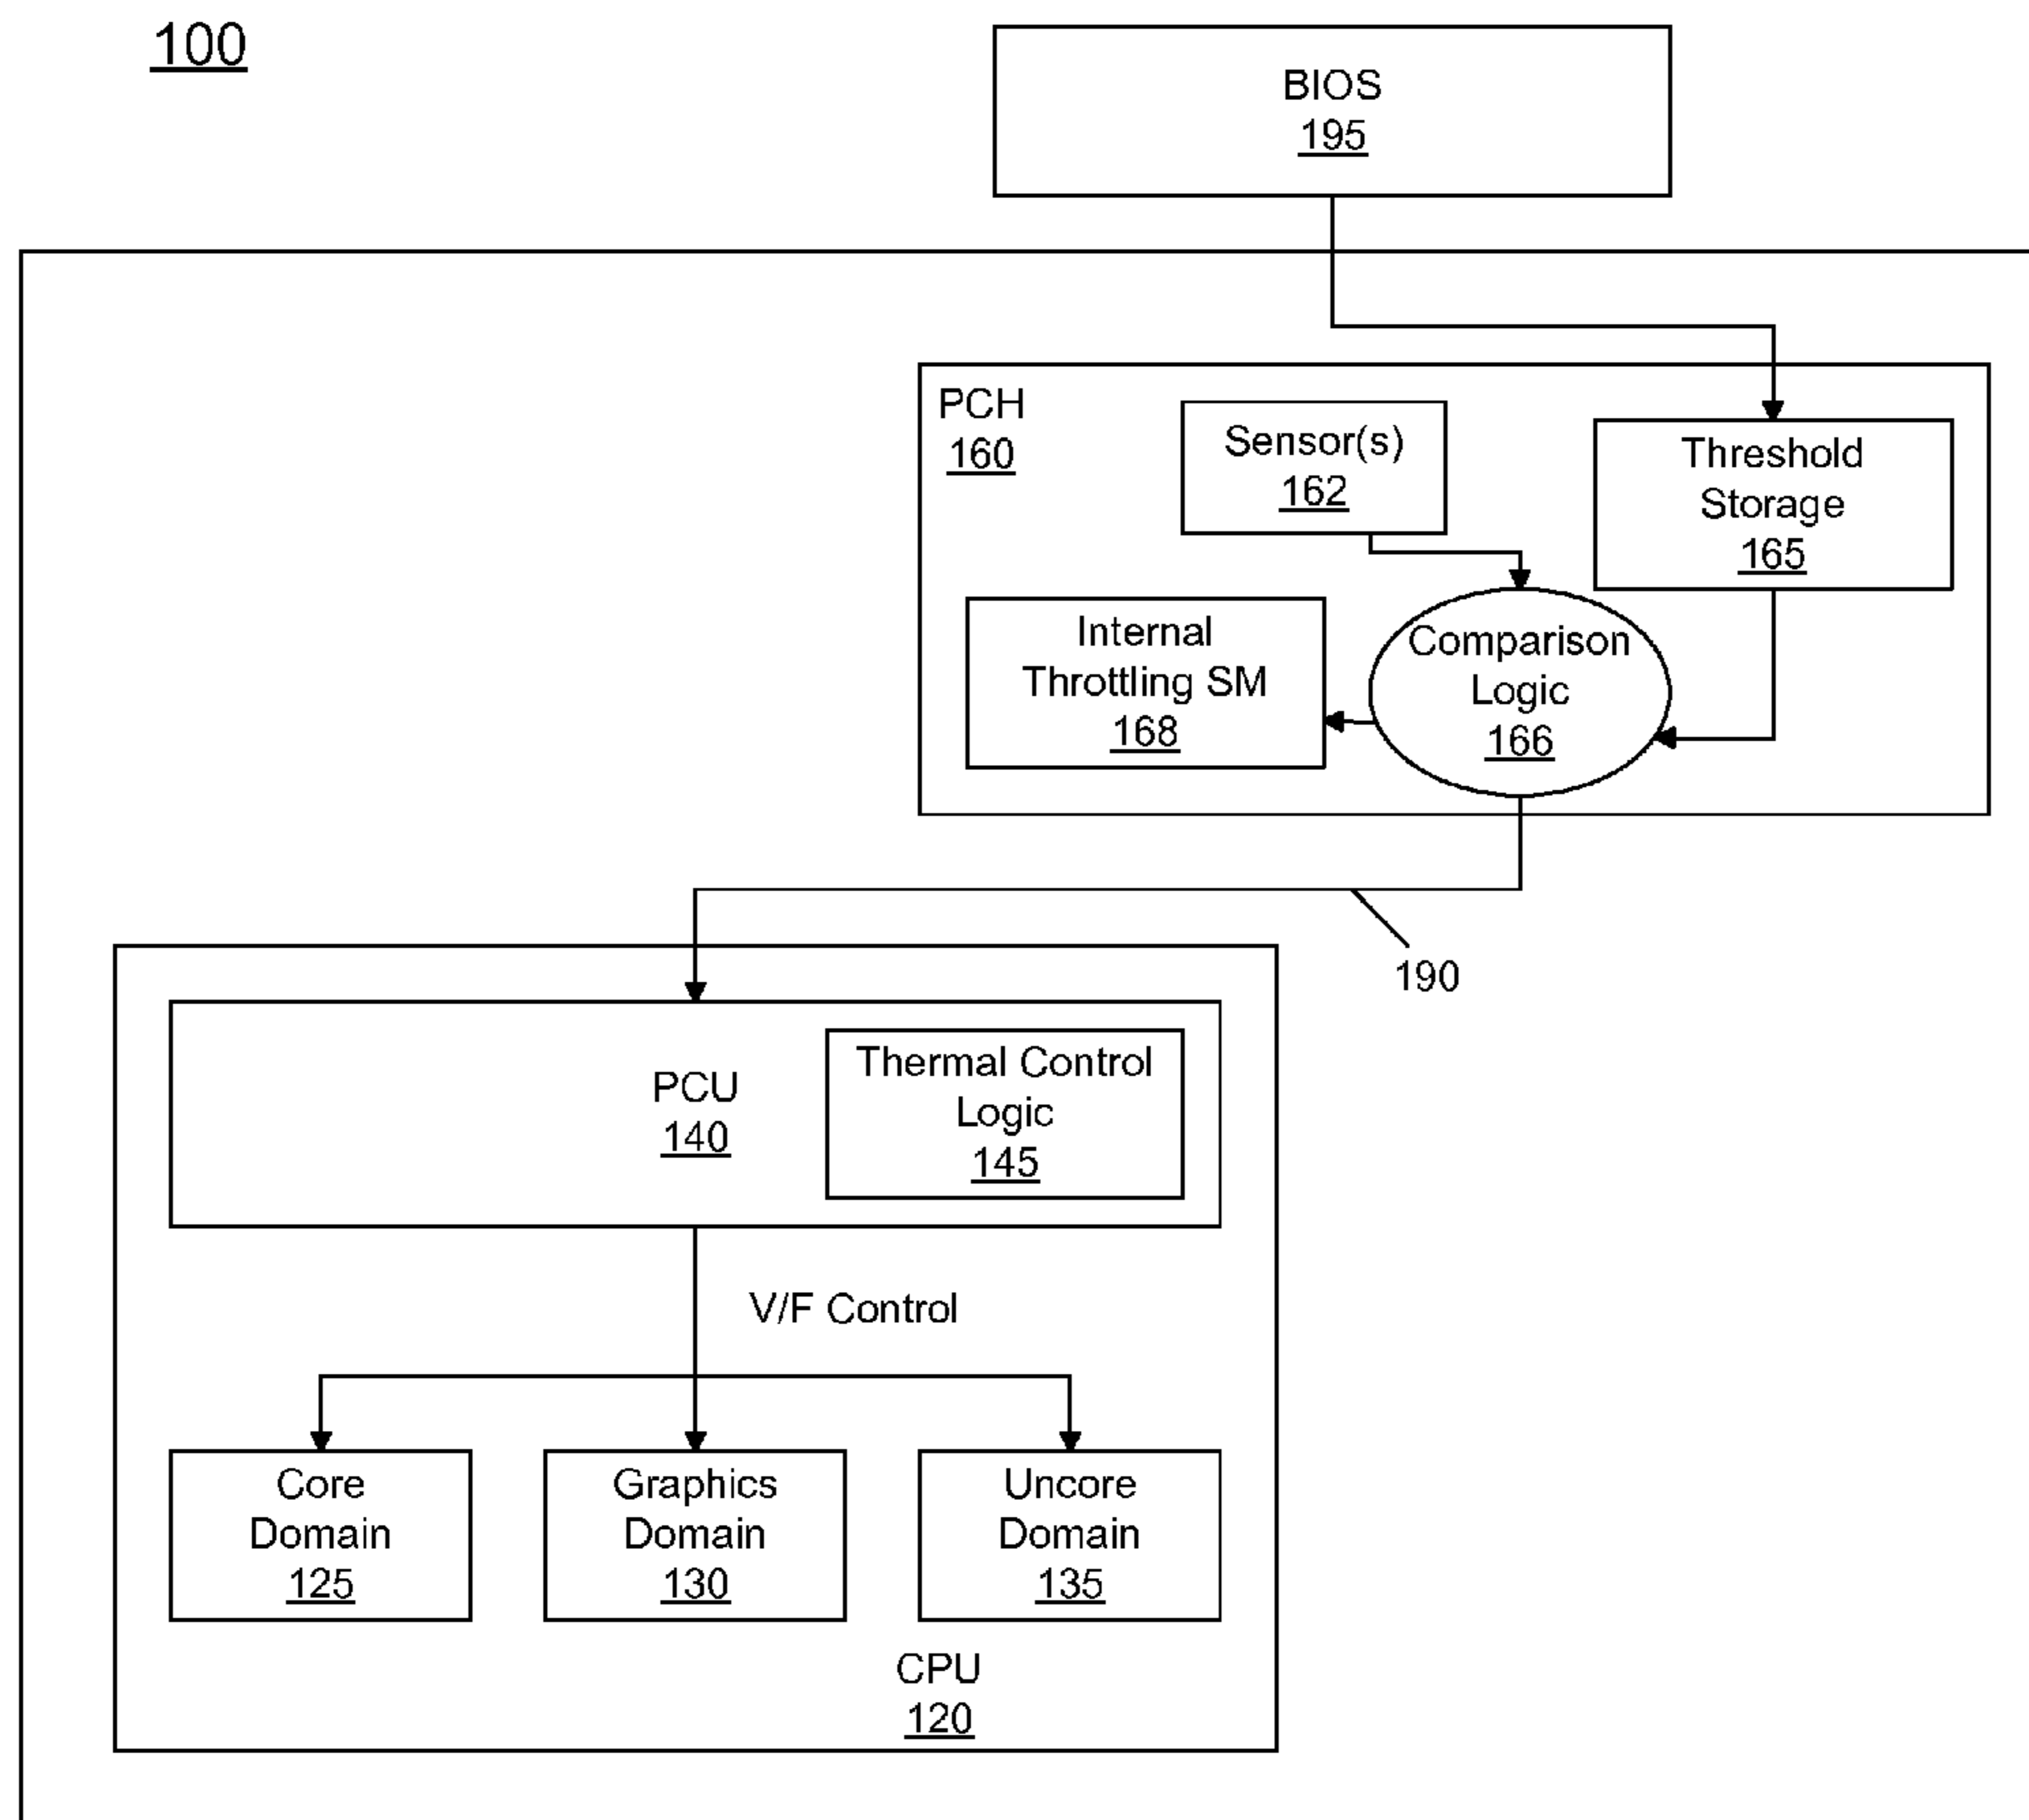 100
BIOS
195
PCH
160
Sensor(s)
162
Threshold
Storage
165
Internal
Throttling SM
168
Comparison
Logic
166
190
PCU
140
Thermal Control
Logic
145
V/F Control
Core
Domain
125
Graphics
Domain
130
Uncore
Domain
135
CPU
120